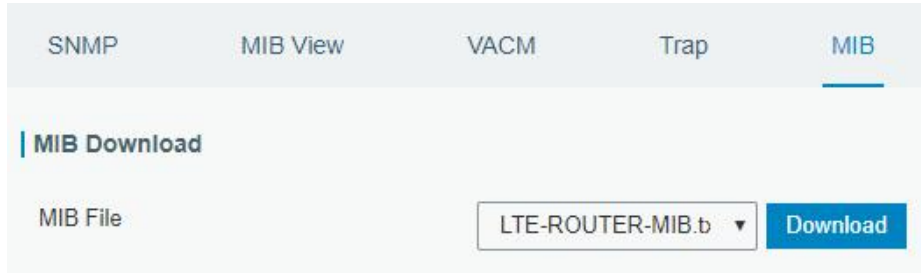 SNMP MIB View VACM Trap MIB
MIB Download
MIB File LTE-ROUTER-MIB.t Download